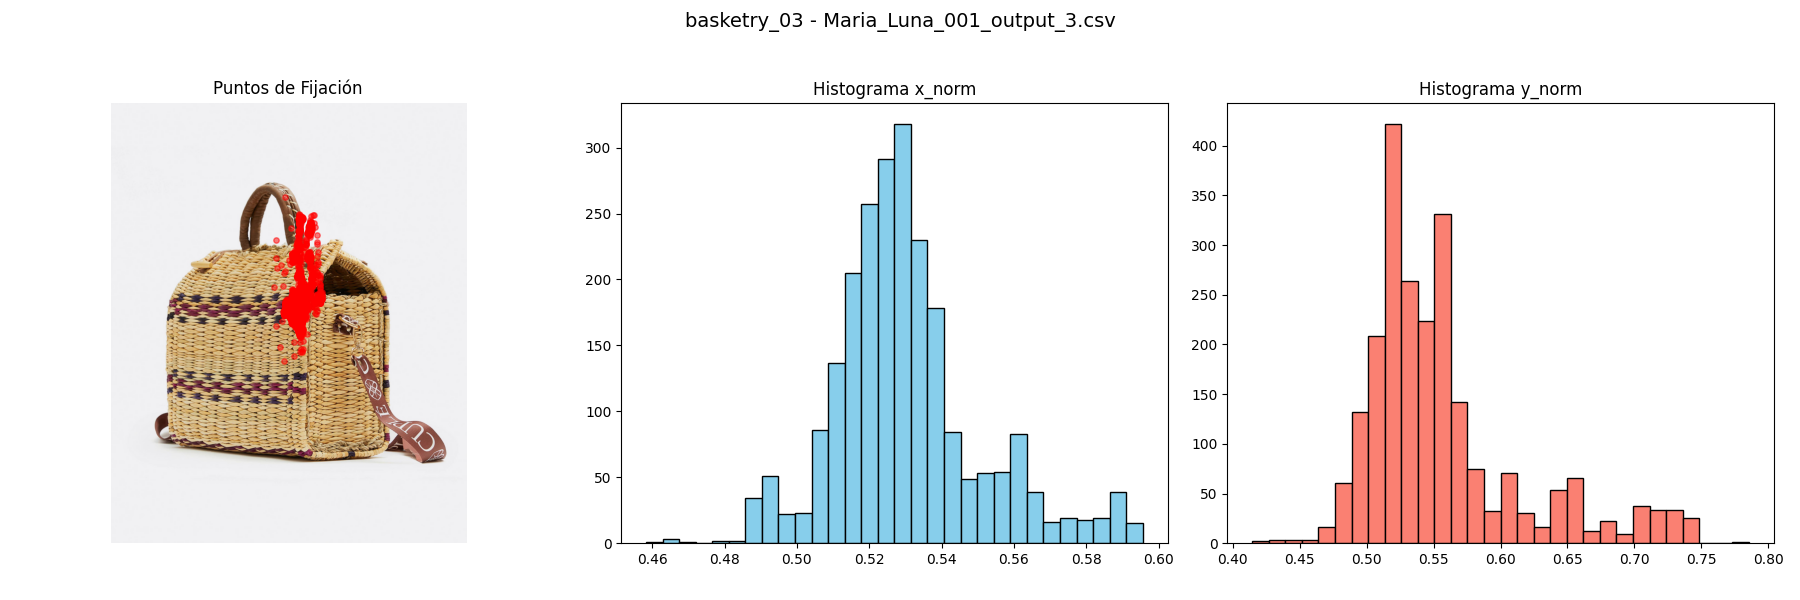 basketry_03 - Maria_Luna_001_output_3.csv
Puntos de Fijación
Histograma x_norm
300
250
200
150
100
50
0
0.46 0.48 0.50 0.52 0.54 0.56 0.58 0.60
Histograma y_norm
400
350
300
250
200
150
100
50
0
0.40 0.45 0.50 0.55 0.60 0.65 0.70 0.75 0.80